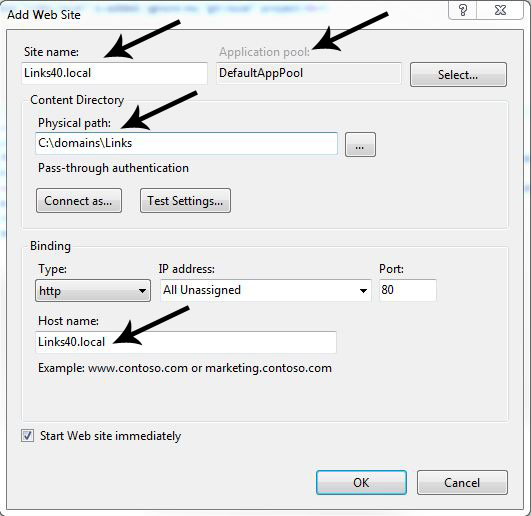 Add Web Site
Site name:
Application pool:
Links40.local
DefaultAppPool
Select...
Content Directory
Physical path:
C:\domains\Links
...
Pass-through authentication
Connect as...
Test Settings...
Binding
Type:
IP address:
Port:
http
All Unassigned
80
Host name:
Links40.local
Example: www.contoso.com or marketing.contoso.com
Start Web site immediately
OK
Cancel